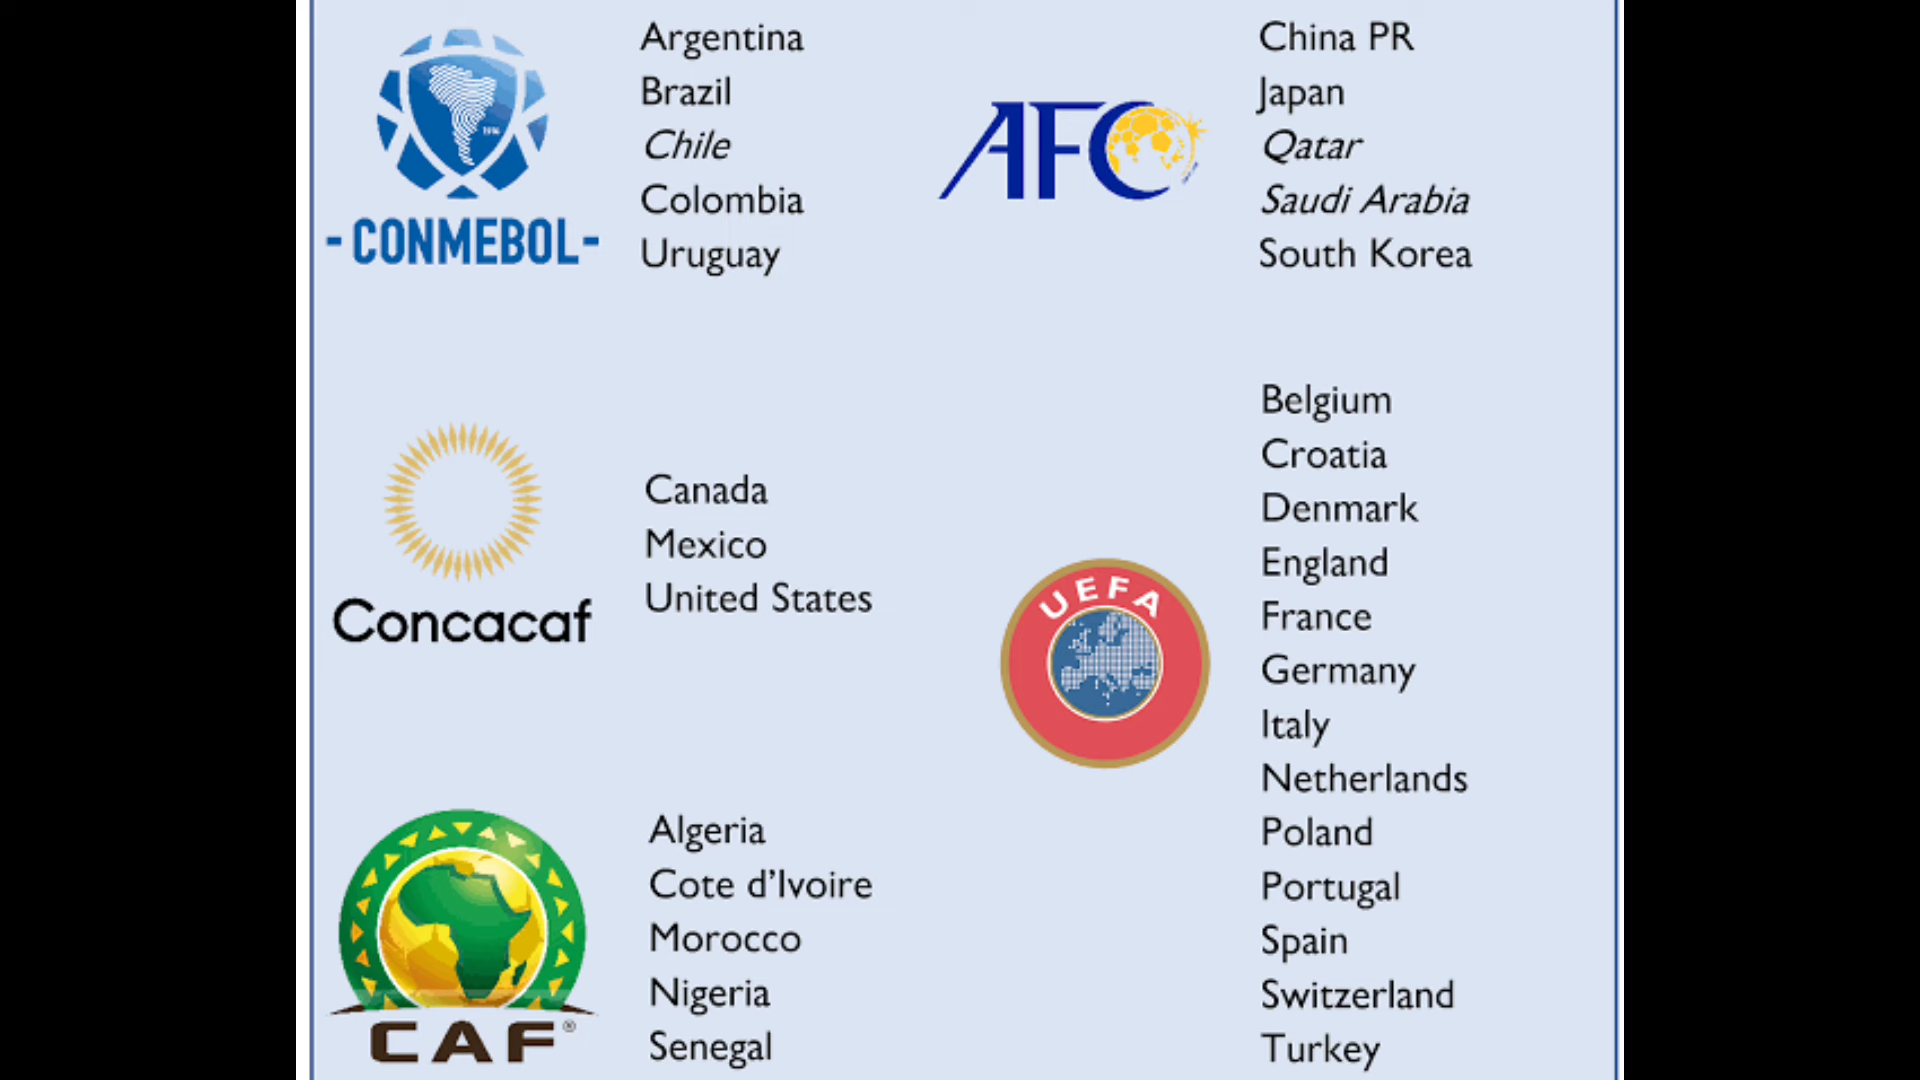 1916
- CONMEBOL -
Argentina
Brazil
Chile
Colombia
Uruguay
AFC
China PR
Japan
Qatar
Saudi Arabia
South Korea
Concacaf
Canada
Mexico
United States
UEFA
Belgium
Croatia
Denmark
England
France
Germany
Italy
Netherlands
Poland
Portugal
Spain
Switzerland
Turkey
CAF®
Algeria
Cote d’Ivoire
Morocco
Nigeria
Senegal